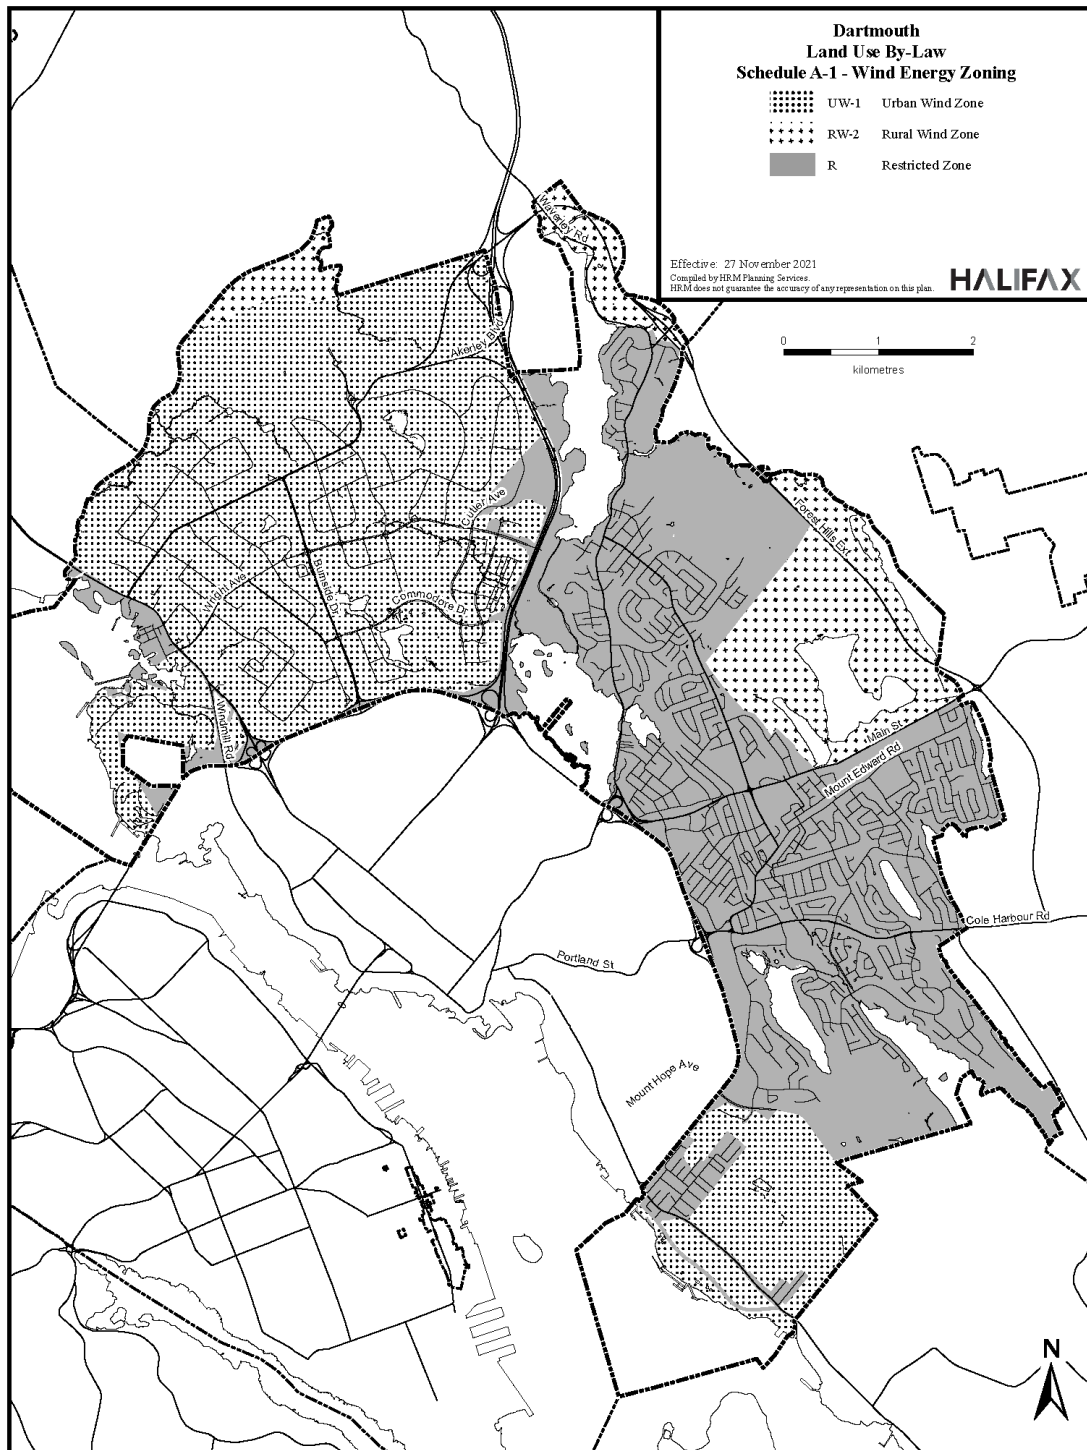 Dartmouth
Land Use By-Law
Schedule A-1 - Wind Energy Zoning
UW-1 Urban Wind Zone
RW-2 Rural Wind Zone
R Restricted Zone
Effective: 27 November 2021
Compiled by HRM Planning Services.
HRM does not guarantee the accuracy of any representation on this plan.
HALIFAX
0 1 2
kilometres
Waverley Rd
Akerley Blvd
Cutler Ave
Forest Hills Ext
Wright Ave
Burnside Dr
Commodore Dr
Windmill Rd
Main St
Mount Edward Rd
Cole Harbour Rd
Portland St
Mount Hope Ave
N